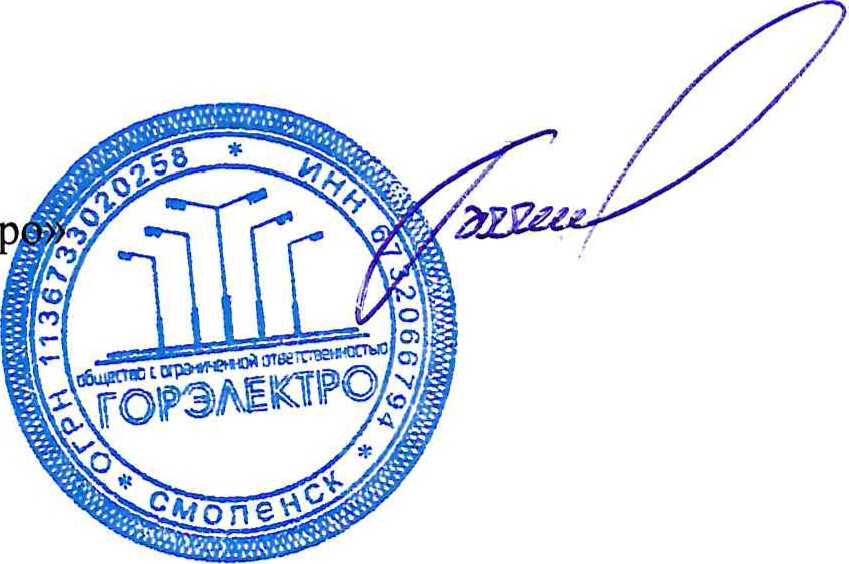 ро»
ОГРН 1136733020258 * ИНН 6732066794 * СМОЛЕНСК *
общество с ограниченной ответственностью
ГОРЭЛЕКТРО